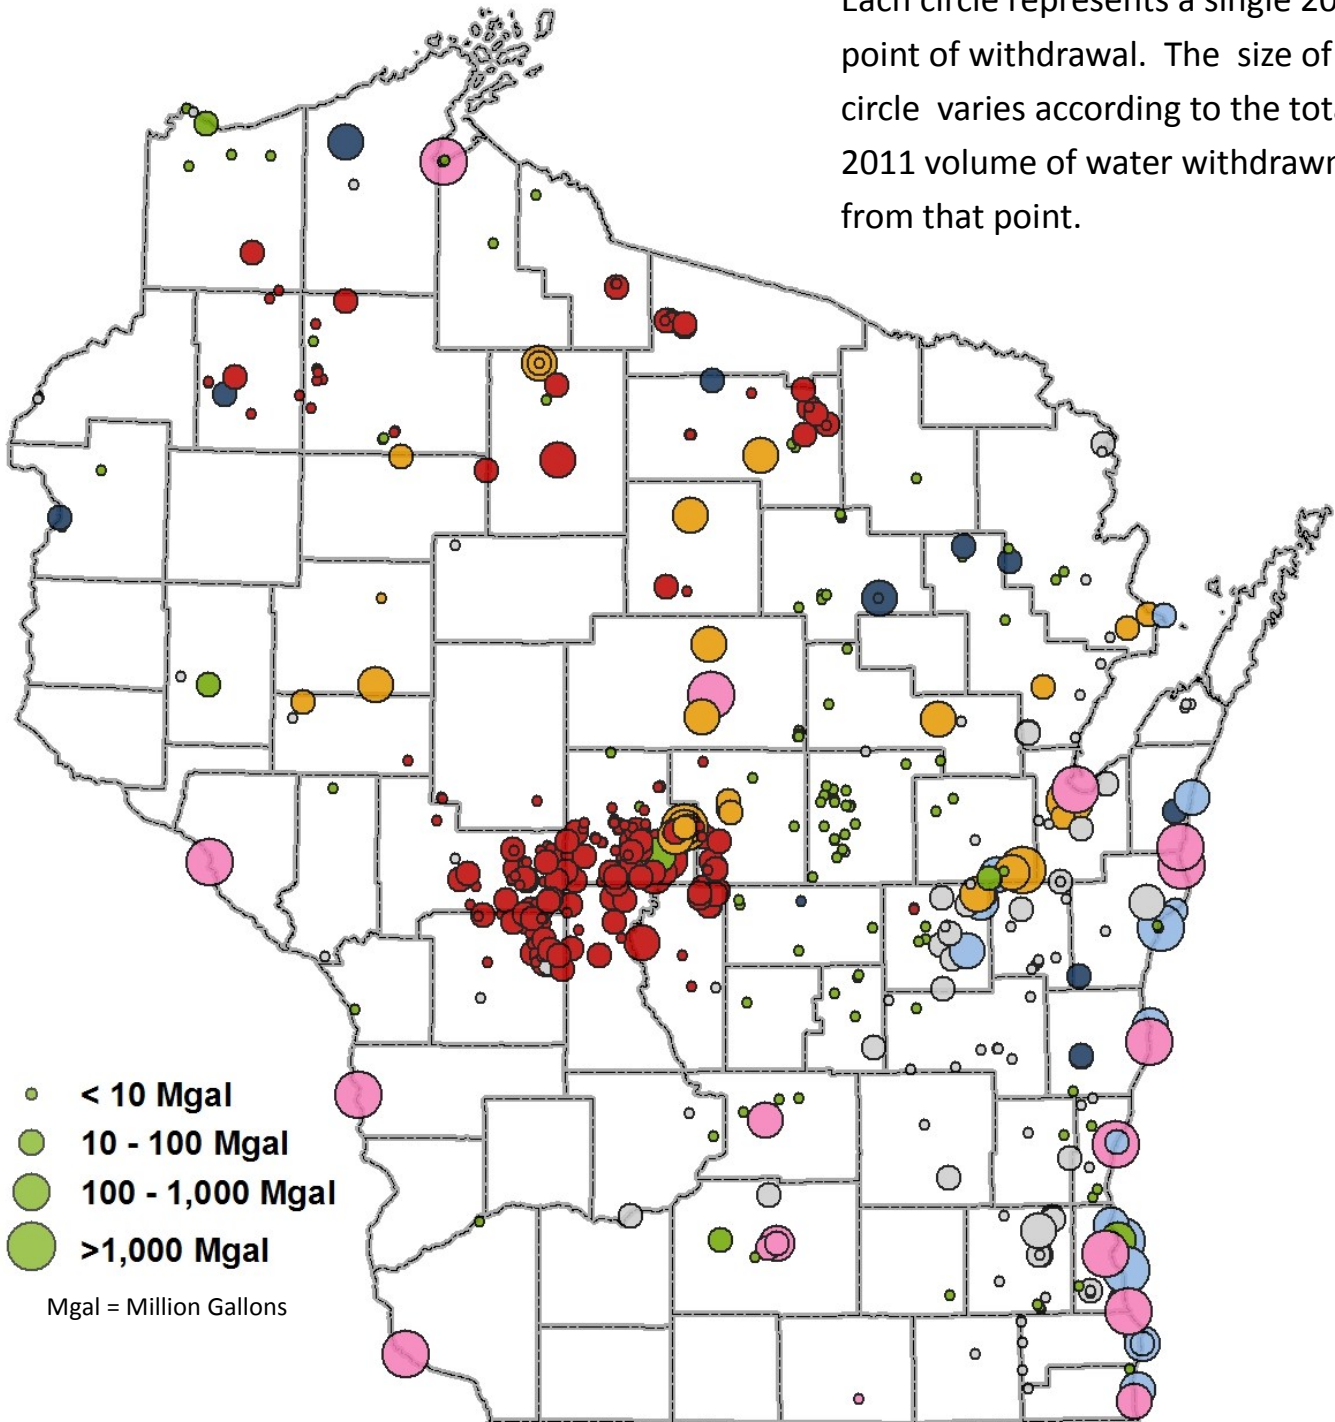 Each circle represents a single 20
point of withdrawal. The size of
circle varies according to the tota
2011 volume of water withdrawn
from that point.
< 10 Mgal
10 - 100 Mgal
100 - 1,000 Mgal
>1,000 Mgal
Mgal = Million Gallons